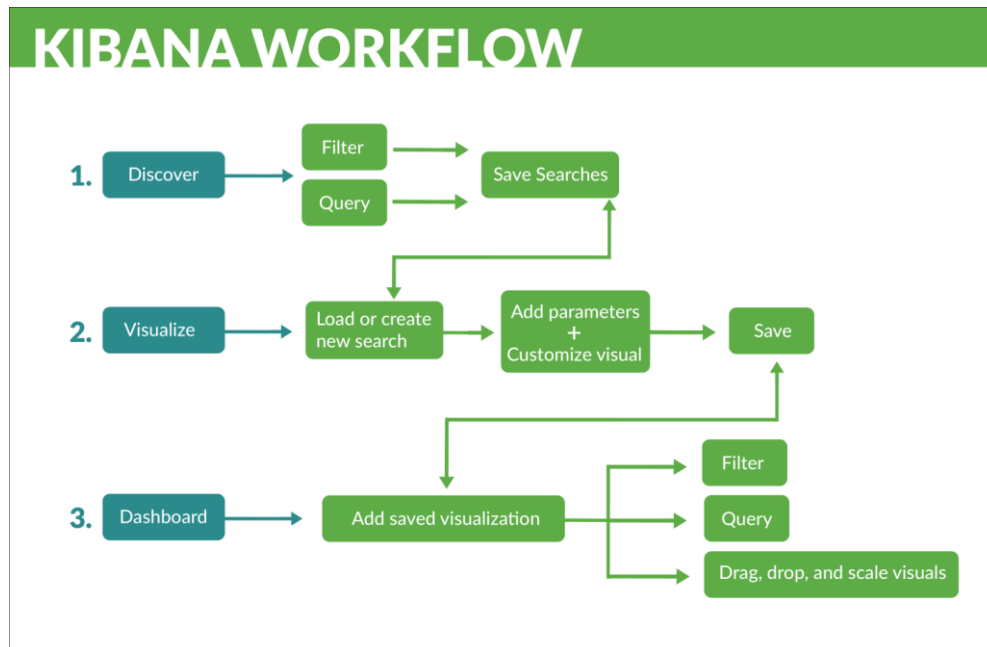 KIBANA WORKFLOW
1.
Discover
Filter
Query
Save Searches
2.
Visualize
Load or create
new search
Add parameters
+
Customize visual
Save
3.
Dashboard
Add saved visualization
Filter
Query
Drag, drop, and scale visuals